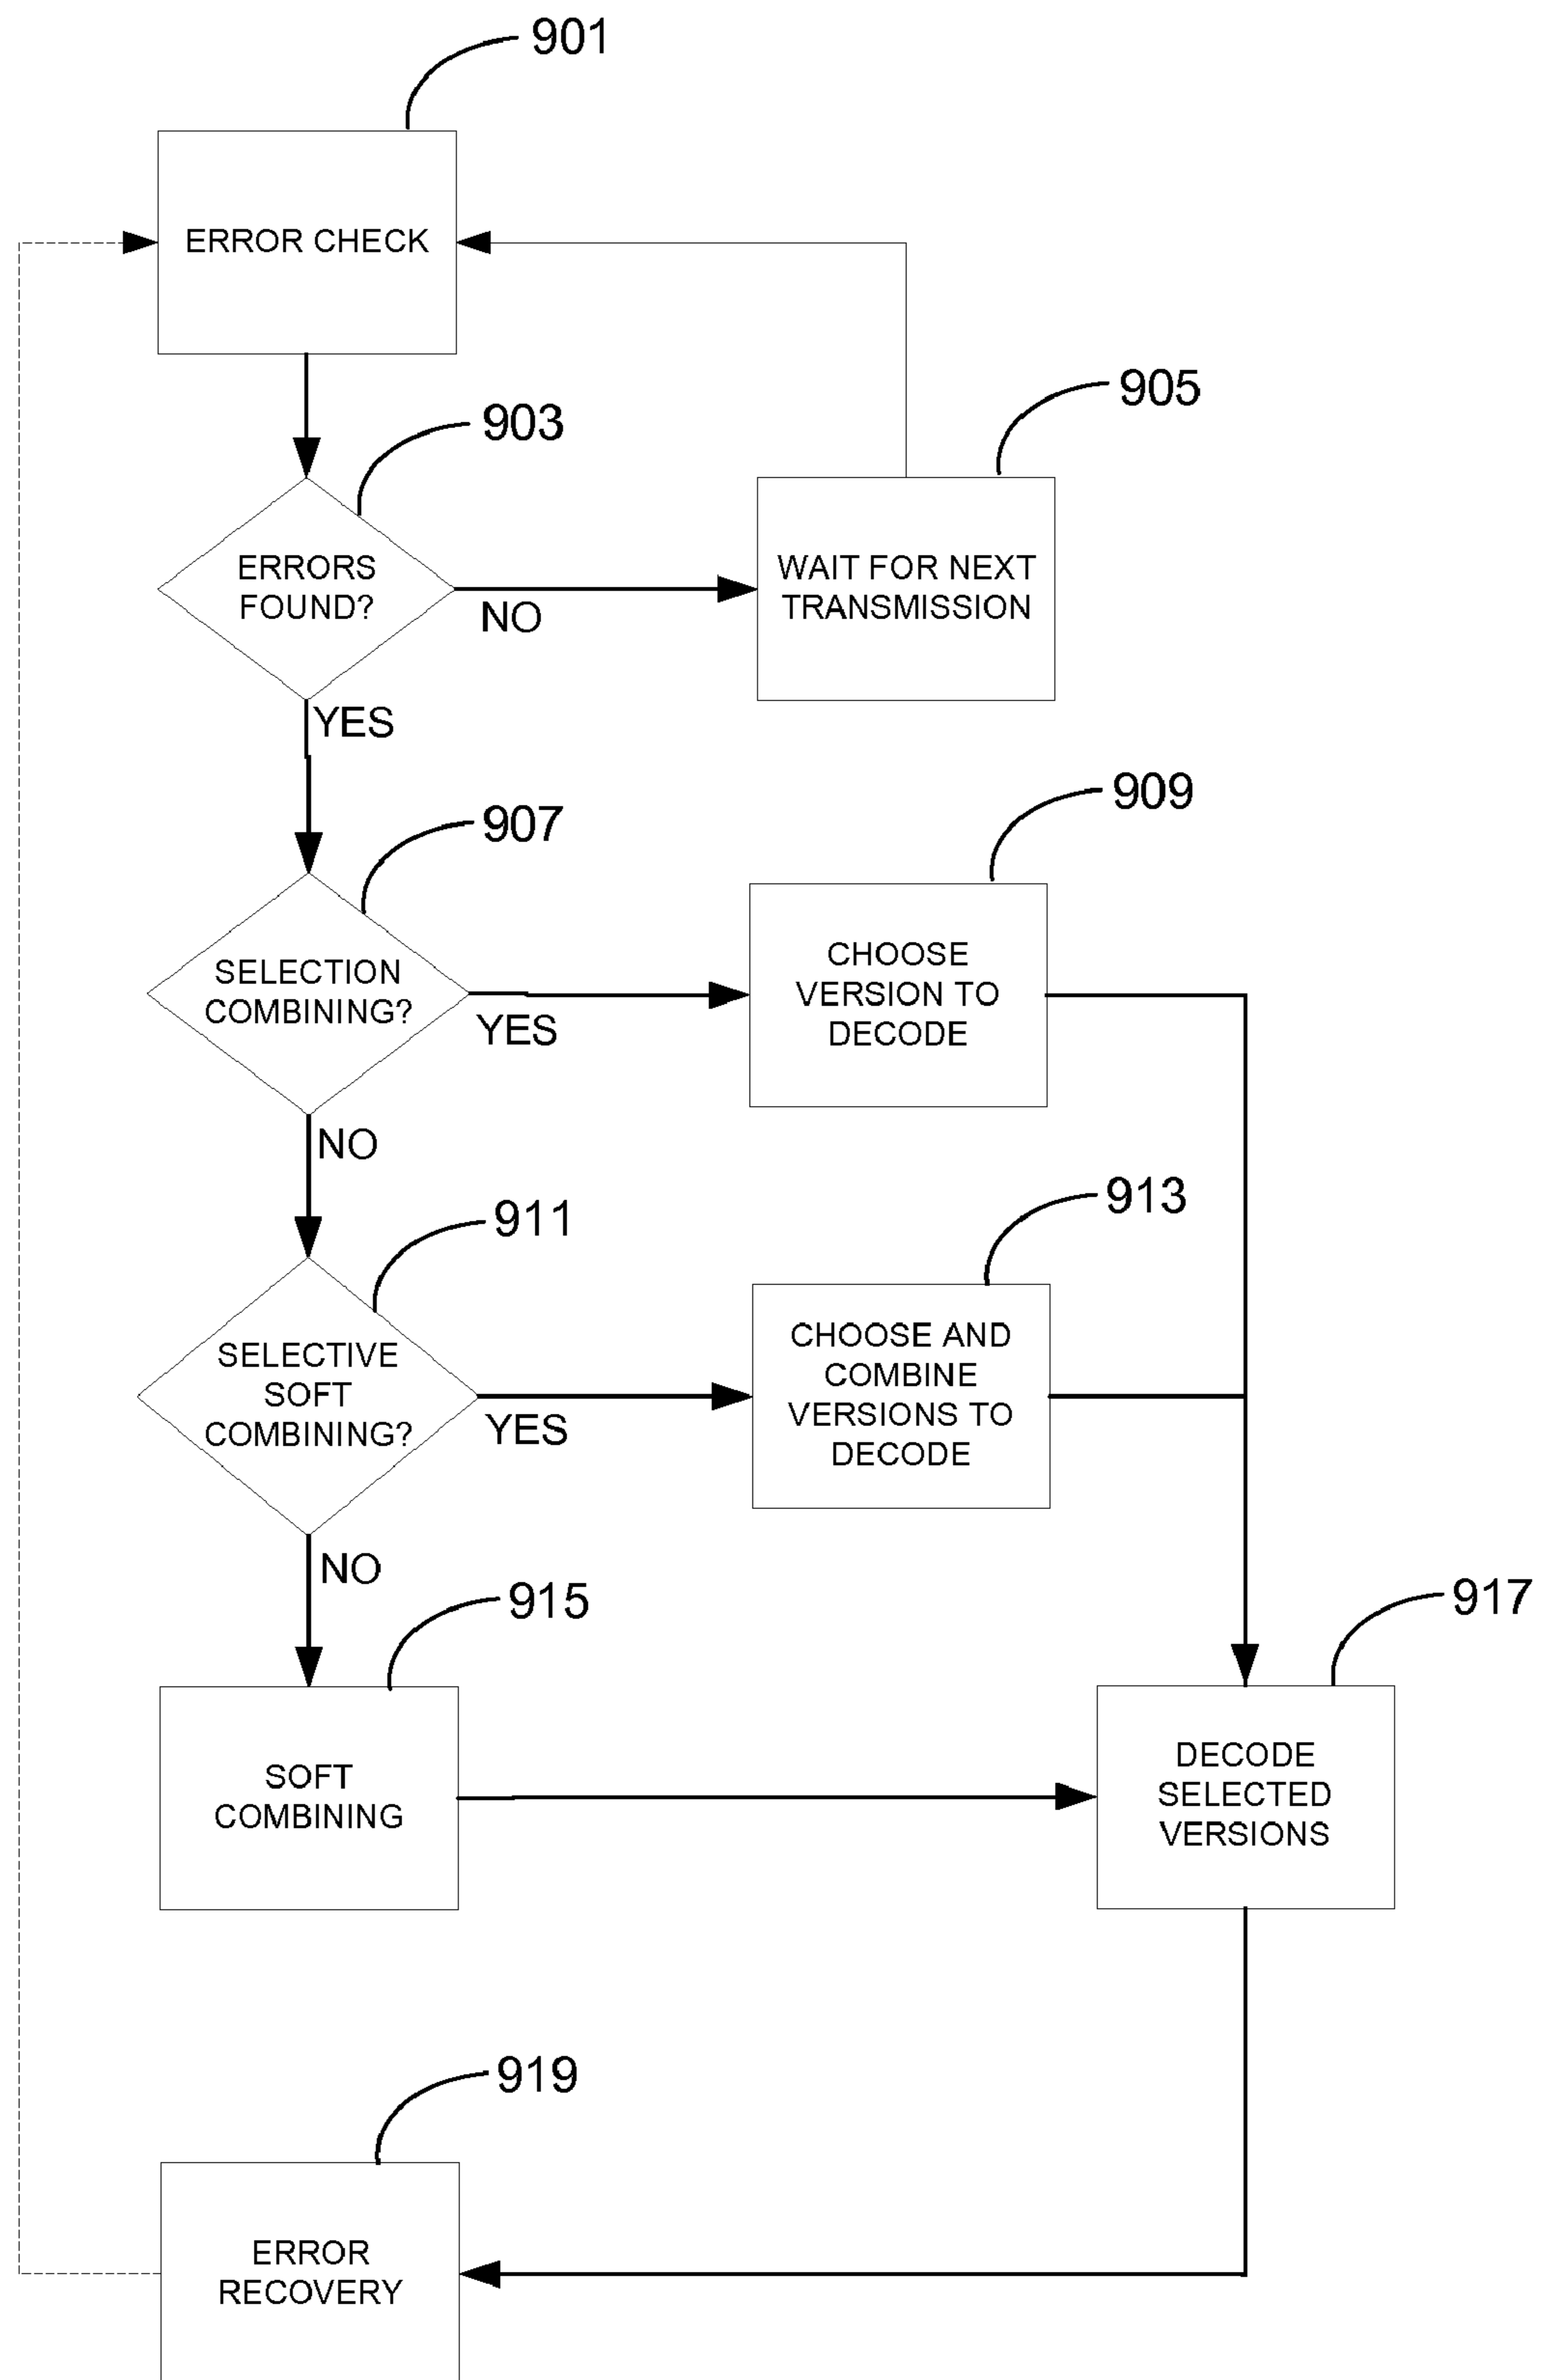 901
ERROR CHECK
903
ERRORS
FOUND?
NO
YES
905
WAIT FOR NEXT
TRANSMISSION
907
SELECTION
COMBINING?
YES
NO
909
CHOOSE
VERSION TO
DECODE
911
SELECTIVE
SOFT
COMBINING?
YES
NO
913
CHOOSE AND
COMBINE
VERSIONS TO
DECODE
915
SOFT
COMBINING
917
DECODE
SELECTED
VERSIONS
919
ERROR
RECOVERY